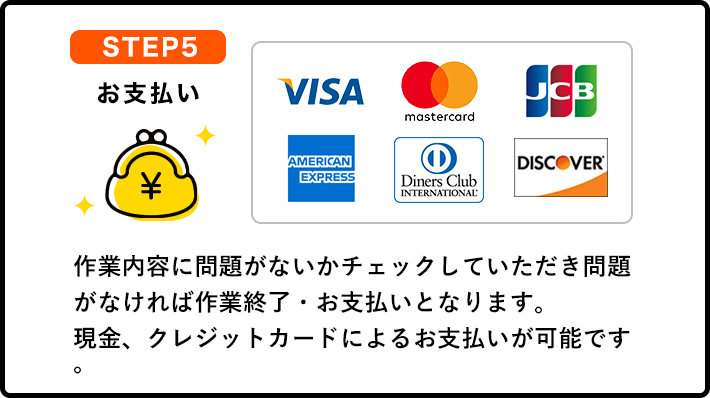 STEP5
お支払い
¥
VISA
mastercard
JCB
AMERICAN
EXPRESS
Diners Club
INTERNATIONAL
DISCOVER
作業内容に問題がないかチェックしていただき問題
がなければ作業終了・お支払いとなります。
現金、クレジットカードによるお支払いが可能です
。